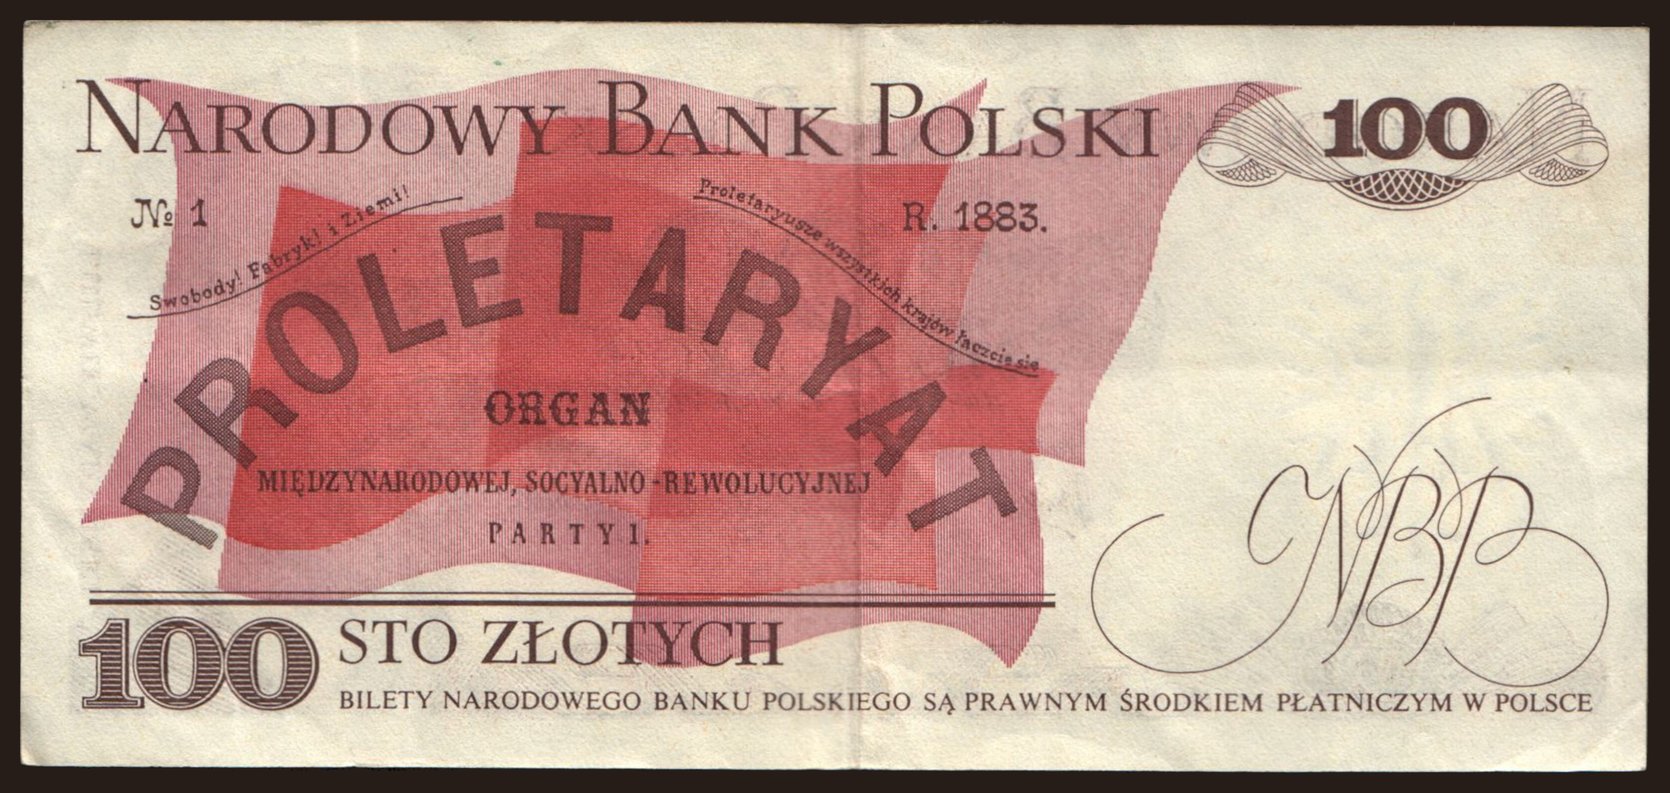 NARODOWY BANK POLSKI
100
№ 1
R. 1883.
Swobody! Fabryk! i Ziemi!
Proletaryusze wszystkich krajów łączcie się
PROLETARYAT
ORGAN
MIĘDZYNARODOWEJ, SOCYALNO-REWOLUCYJNEJ
PARTYI.
NBP
100 STO ZŁOTYCH
BILETY NARODOWEGO BANKU POLSKIEGO SĄ PRAWNYM ŚRODKIEM PŁATNICZYM W POLSCE